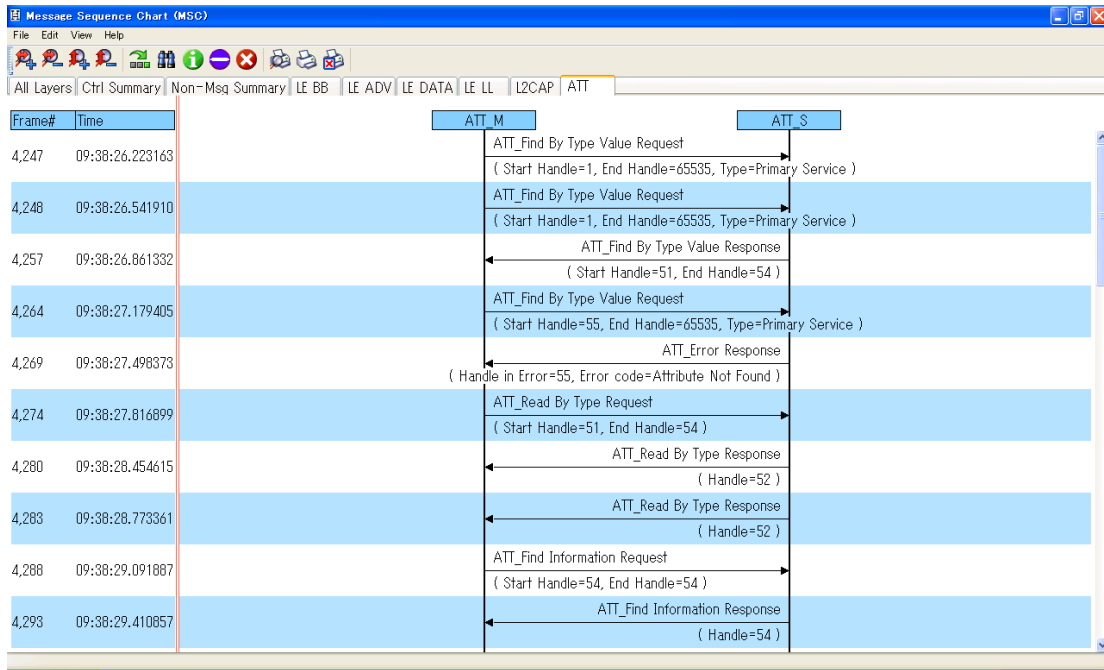 Message Sequence Chart (MSC)
File Edit View Help
All Layers Ctrl Summary Non-Msg Summary LE BB LE ADV LE DATA LE LL L2CAP ATT
Frame# Time ATT_M ATT_S
ATT_Find By Type Value Request
4,247 09:38:26.223163
( Start Handle=1, End Handle=65535, Type=Primary Service )
ATT_Find By Type Value Request
4,248 09:38:26.541910
( Start Handle=1, End Handle=65535, Type=Primary Service )
ATT_Find By Type Value Response
4,257 09:38:26.861332
( Start Handle=51, End Handle=54 )
ATT_Find By Type Value Request
4,264 09:38:27.179405
( Start Handle=55, End Handle=65535, Type=Primary Service )
ATT_Error Response
4,269 09:38:27.498373
( Handle in Error=55, Error code=Attribute Not Found )
ATT_Read By Type Request
4,274 09:38:27.816899
( Start Handle=51, End Handle=54 )
ATT_Read By Type Response
4,280 09:38:28.454615
( Handle=52 )
ATT_Read By Type Response
4,283 09:38:28.773361
( Handle=52 )
ATT_Find Information Request
4,288 09:38:29.091887
( Start Handle=54, End Handle=54 )
ATT_Find Information Response
4,293 09:38:29.410857
( Handle=54 )